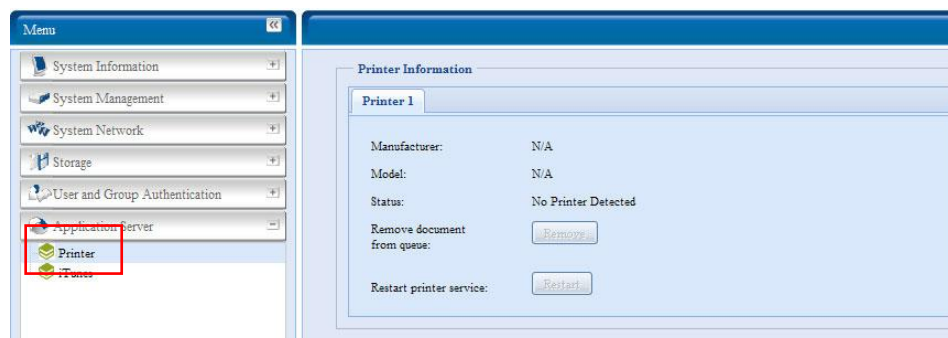 Menu
System Information
System Management
System Network
Storage
User and Group Authentication
Application Server
Printer
iTunes
Printer Information
Printer 1
Manufacturer: N/A
Model: N/A
Status: No Printer Detected
Remove document
from queue:
Remove
Restart printer service: Restart